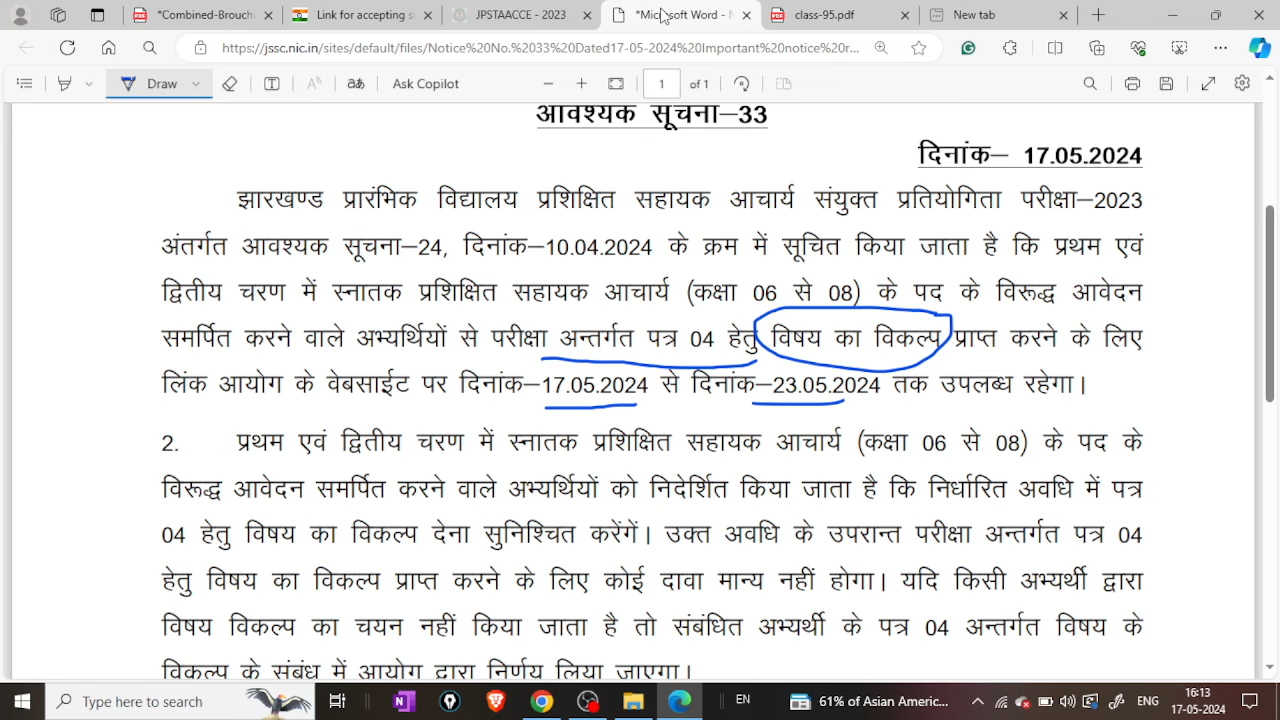 *Combined-Brouch
Link for accepting s
JPSTAACCE - 2023
*Microsoft Word - N
class-95.pdf
New tab
https://jssc.nic.in/sites/default/files/Notice%20No.%2033%20Dated17-05-2024%20Important%20notice%20r...
Draw
aあ
Ask Copilot
1 of 1
आवश्यक सूचना–33
दिनांक– 17.05.2024
झारखण्ड प्रारंभिक विद्यालय प्रशिक्षित सहायक आचार्य संयुक्त प्रतियोगिता परीक्षा–2023
अंतर्गत आवश्यक सूचना–24, दिनांक–10.04.2024 के क्रम में सूचित किया जाता है कि प्रथम एवं
द्वितीय चरण में स्नातक प्रशिक्षित सहायक आचार्य (कक्षा 06 से 08) के पद के विरूद्ध आवेदन
समर्पित करने वाले अभ्यर्थियों से परीक्षा अन्तर्गत पत्र 04 हेतु विषय का विकल्प प्राप्त करने के लिए
लिंक आयोग के वेबसाईट पर दिनांक–17.05.2024 से दिनांक–23.05.2024 तक उपलब्ध रहेगा।
2. प्रथम एवं द्वितीय चरण में स्नातक प्रशिक्षित सहायक आचार्य (कक्षा 06 से 08) के पद के
विरूद्ध आवेदन समर्पित करने वाले अभ्यर्थियों को निदेर्शित किया जाता है कि निर्धारित अवधि में पत्र
04 हेतु विषय का विकल्प देना सुनिश्चित करेंगें। उक्त अवधि के उपरान्त परीक्षा अन्तर्गत पत्र 04
हेतु विषय का विकल्प प्राप्त करने के लिए कोई दावा मान्य नहीं होगा। यदि किसी अभ्यर्थी द्वारा
विषय विकल्प का चयन नहीं किया जाता है तो संबंधित अभ्यर्थी के पत्र 04 अन्तर्गत विषय के
विकल्प के संबंध में आयोग द्वारा निर्णय लिया जाएगा।
Type here to search
EN
61% of Asian Americ...
ENG
16:13
17-05-2024